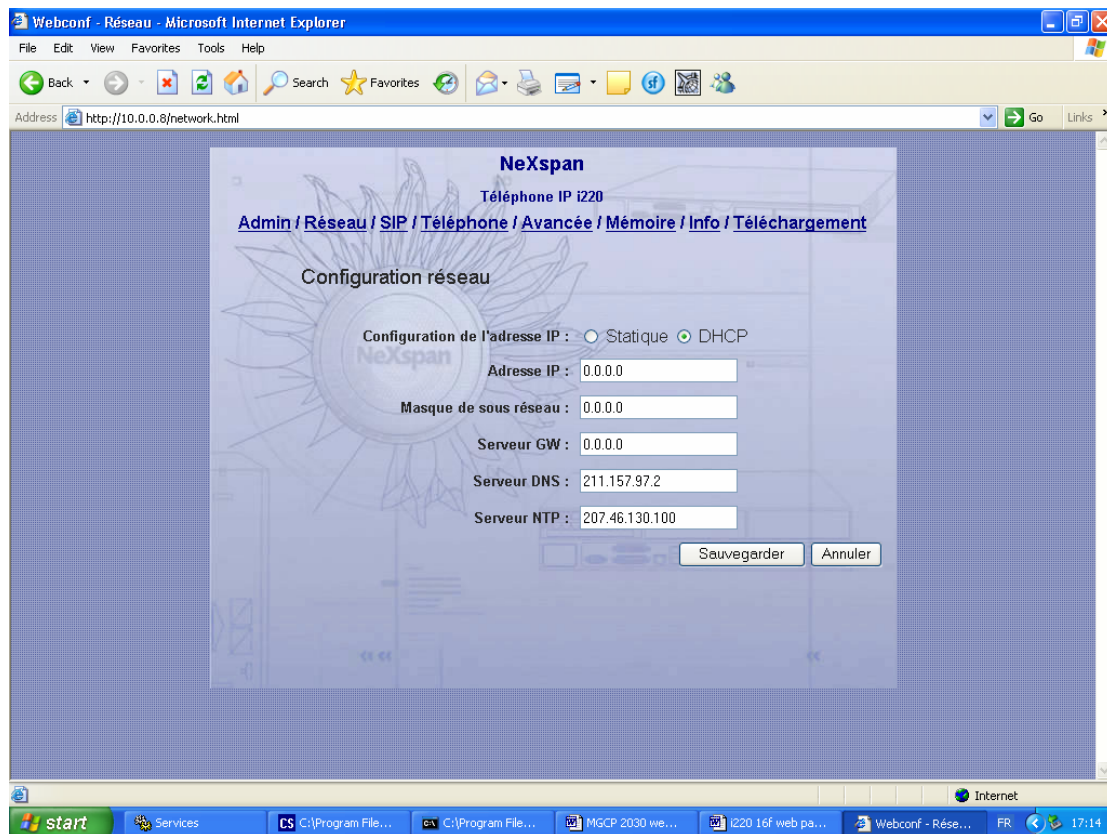 Webconf - Réseau - Microsoft Internet Explorer
File Edit View Favorites Tools Help
Back Search Favorites
Address http://10.0.0.8/network.html Go Links
NeXspan
Téléphone IP i220
Admin / Réseau / SIP / Téléphone / Avancée / Mémoire / Info / Téléchargement
Configuration réseau
Configuration de l'adresse IP : Statique DHCP
NeXspan
Adresse IP : 0.0.0.0
Masque de sous réseau : 0.0.0.0
Serveur GW : 0.0.0.0
Serveur DNS : 211.157.97.2
Serveur NTP : 207.46.130.100
Sauvegarder Annuler
Internet
start Services C:\Program File... C:\Program File... MGCP 2030 we... i220 16f web pa... Webconf - Rése... FR 17:14